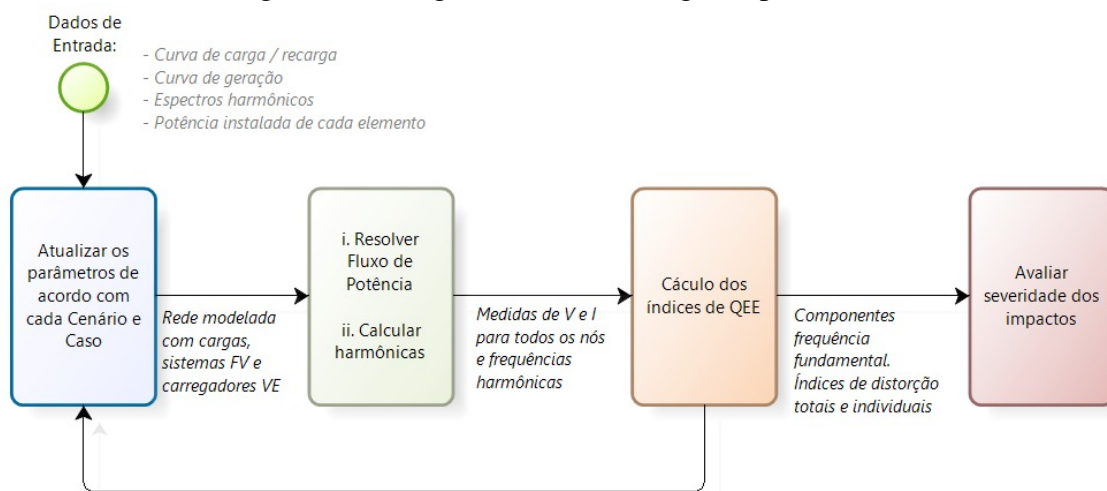 Dados de
Entrada:
- Curva de carga / recarga
- Curva de geração
- Espectros harmônicos
- Potência instalada de cada elemento
Atualizar os
parâmetros de
acordo com
cada Cenário e
Caso
Rede modelada
com cargas,
sistemas FV e
carregadores VE
i. Resolver
Fluxo de
Potência
ii. Calcular
harmônicas
Medidas de V e I
para todos os nós
e frequências
harmônicas
Cáculo dos
índices de QEE
Componentes
frequência
fundamental.
Índices de distorção
totais e individuais
Avaliar
severidade dos
impactos